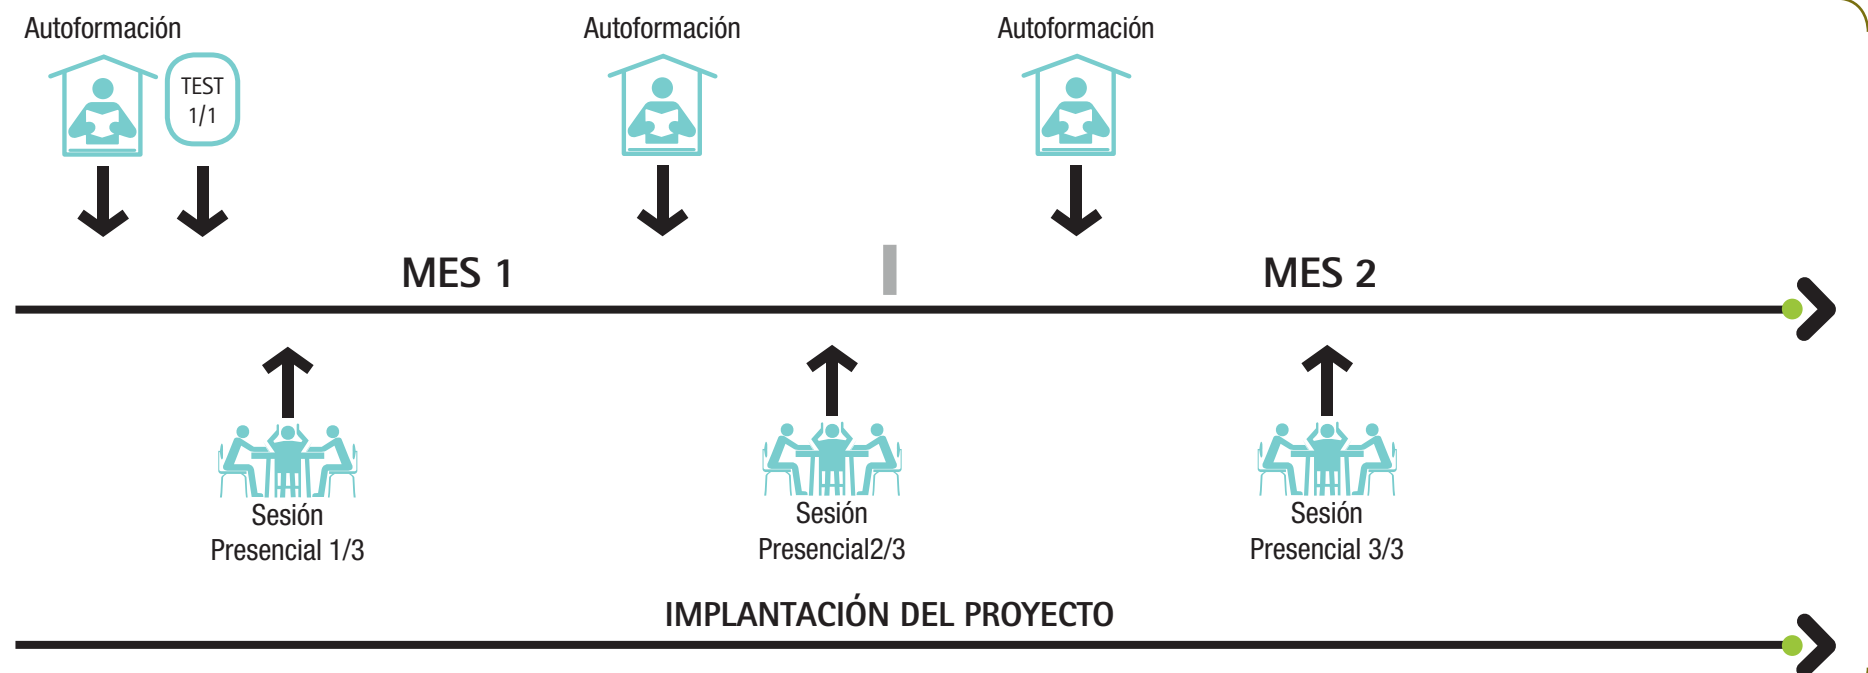 Autoformación
Autoformación
Autoformación
TEST
1/1
MES 1
MES 2
Sesión
Presencial 1/3
Sesión
Presencial2/3
Sesión
Presencial 3/3
IMPLANTACIÓN DEL PROYECTO